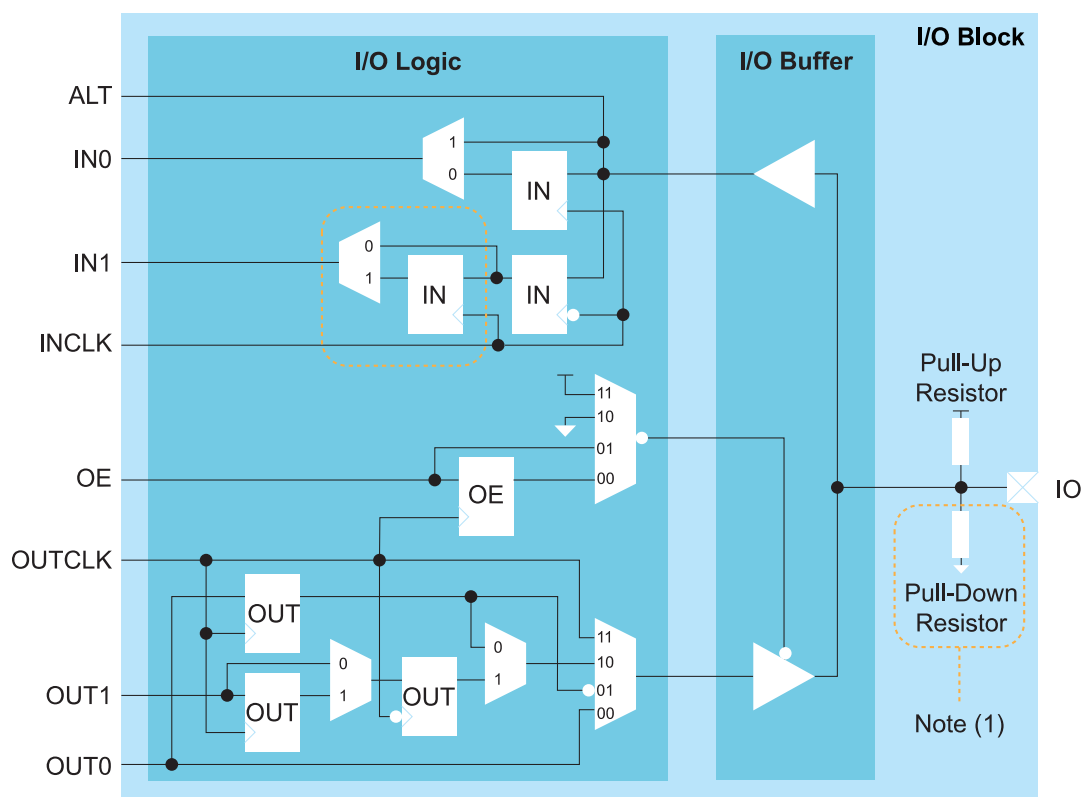 I/O Block
I/O Logic
I/O Buffer
ALT
1
IN0
0
IN
0
IN1
1
IN
IN
INCLK
Pull-Up
Resistor
11
10
01
OE
00
OE
IO
OUTCLK
Pull-Down
Resistor
OUT
11
0
0
10
1
OUT1
1
OUT
01
OUT
00
Note (1)
OUT0